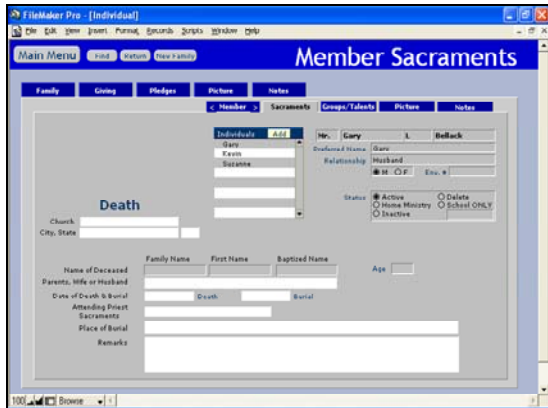 FileMaker Pro - [Individual]
File Edit View Insert Format Records Scripts Window Help
Main Menu Find Return New Family Member Sacraments
Family Giving Pledges Picture Notes
< Member > Sacraments Groups/Talents Picture Notes
Individuals Add
Gary
Kevin
Suzanne
Mr. Gary L Bellack
Preferred Name Gary
Relationship Husband
M F Env. #
Status Active Delete
Home Ministry School ONLY
Inactive
Death
Church
City, State
Family Name First Name Baptized Name
Name of Deceased Age
Parents, Wife or Husband
Date of Death & Burial Death Burial
Attending Priest
Sacraments
Place of Burial
Remarks
100 Browse